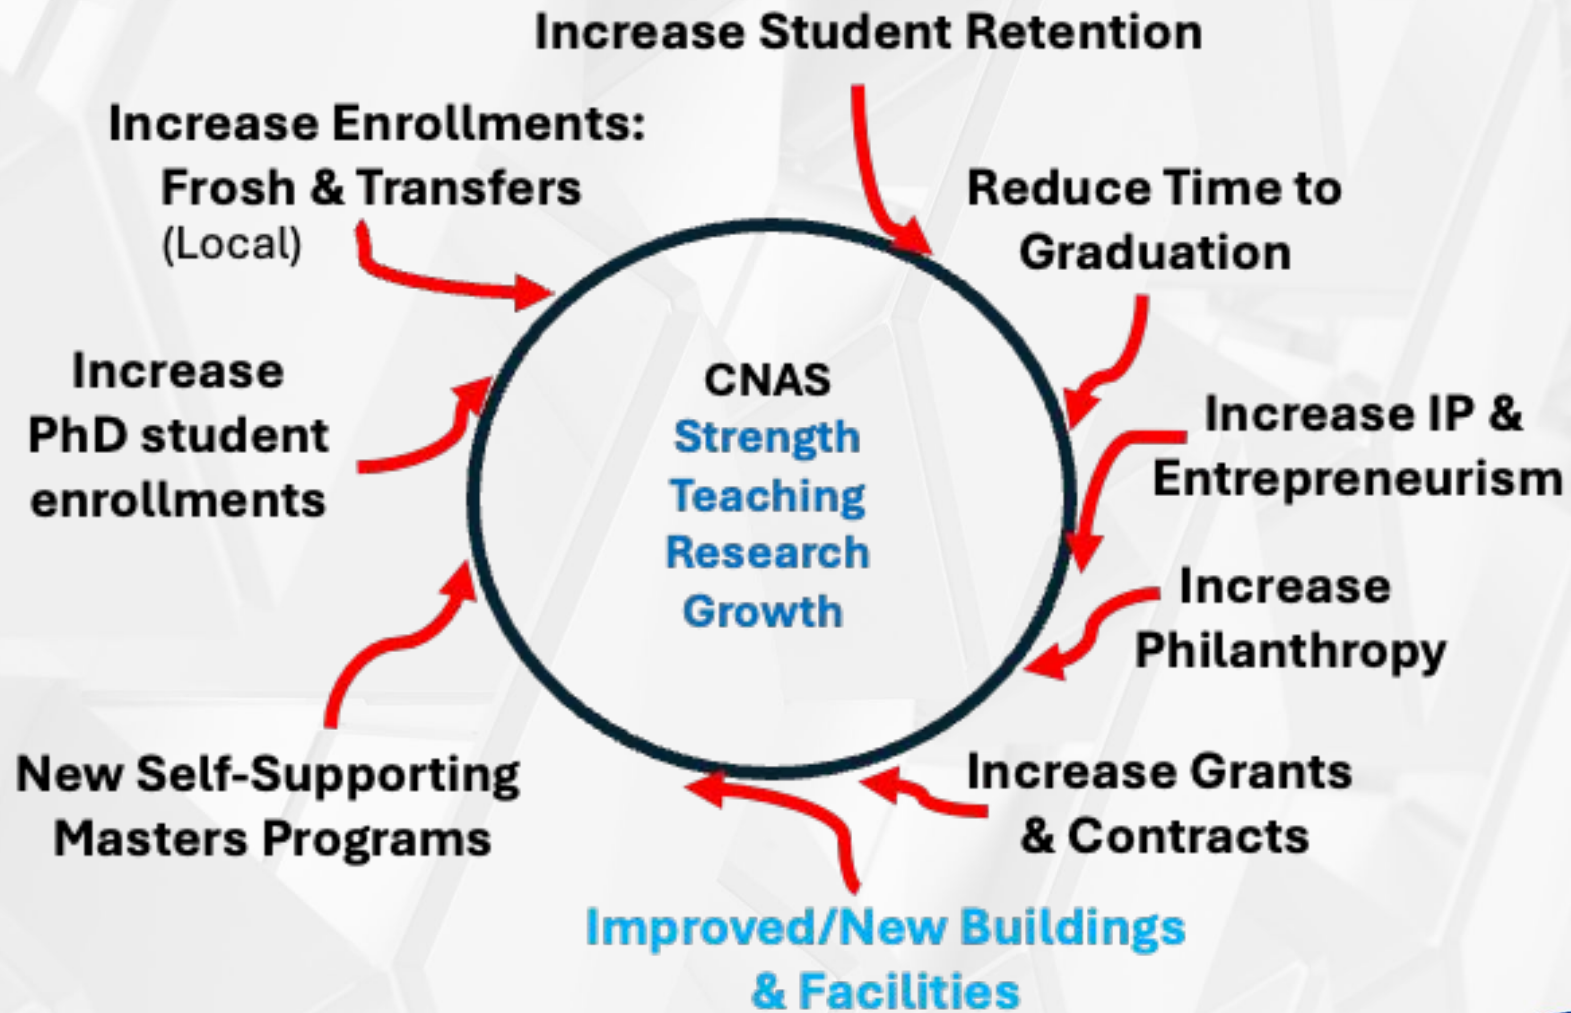 Increase Student Retention
Increase Enrollments:
Frosh & Transfers
(Local)
Reduce Time to
Graduation
Increase
PhD student
enrollments
CNAS
Strength
Teaching
Research
Growth
Increase IP &
Entrepreneurism
Increase
Philanthropy
New Self-Supporting
Masters Programs
Increase Grants
& Contracts
Improved/New Buildings
& Facilities